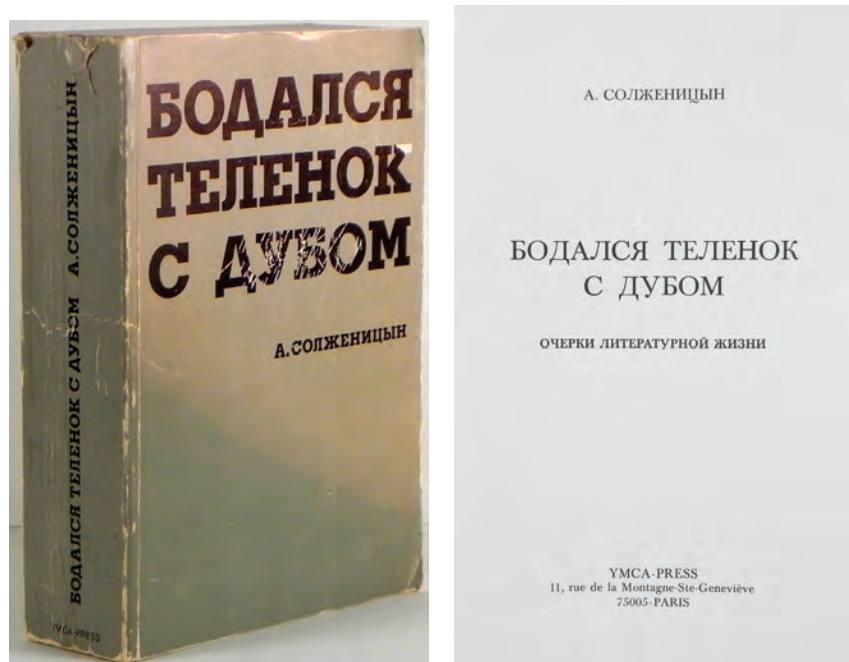 БОДАЛСЯ ТЕЛЕНОК С ДУБОМ А.СОЛЖЕНИЦЫН
YMCA-PRESS
БОДАЛСЯ
ТЕЛЕНОК
С ДУБОМ
А.СОЛЖЕНИЦЫН
А. СОЛЖЕНИЦЫН
БОДАЛСЯ ТЕЛЕНОК
С ДУБОМ
ОЧЕРКИ ЛИТЕРАТУРНОЙ ЖИЗНИ
YMCA-PRESS
11, rue de la Montagne-Ste-Geneviève
75005-PARIS